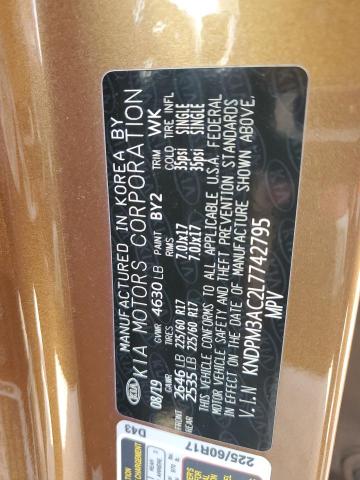 MANUFACTURED IN KOREA BY
KIA KIA MOTORS CORPORATION
08/19 GVWR 4630 LB PAINT BY2 TRIM WK
GAWR TIRES RIMS COLD TIRE
FRONT 2646 LB 225/60 R17 7.0Jx17 35psi SINGLE
REAR 2535 LB 225/60 R17 7.0Jx17 35psi SINGLE
THIS VEHICLE CONFORMS TO ALL APPLICABLE U.S.A. FEDERAL
MOTOR VEHICLE SAFETY AND THEFT PREVENTION STANDARDS
IN EFFECT ON THE DATE OF MANUFACTURE SHOWN ABOVE.
V.I.N KNDPM3AC2L7742795
MPV
D43
225/60R17